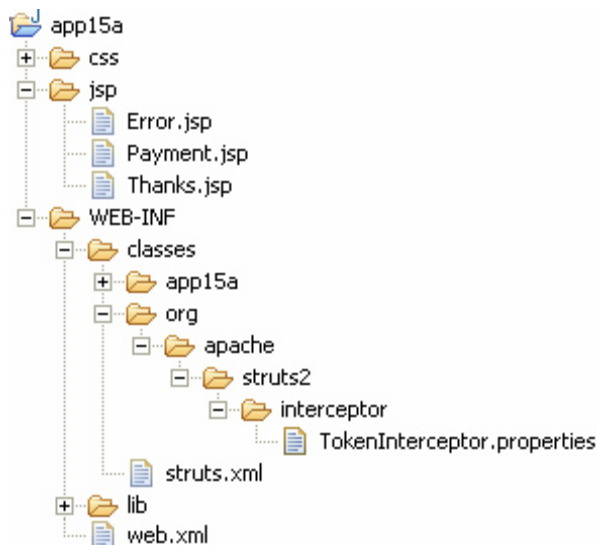 app15a
css
jsp
Error.jsp
Payment.jsp
Thanks.jsp
WEB-INF
classes
app15a
org
apache
struts2
interceptor
TokenInterceptor.properties
struts.xml
lib
web.xml